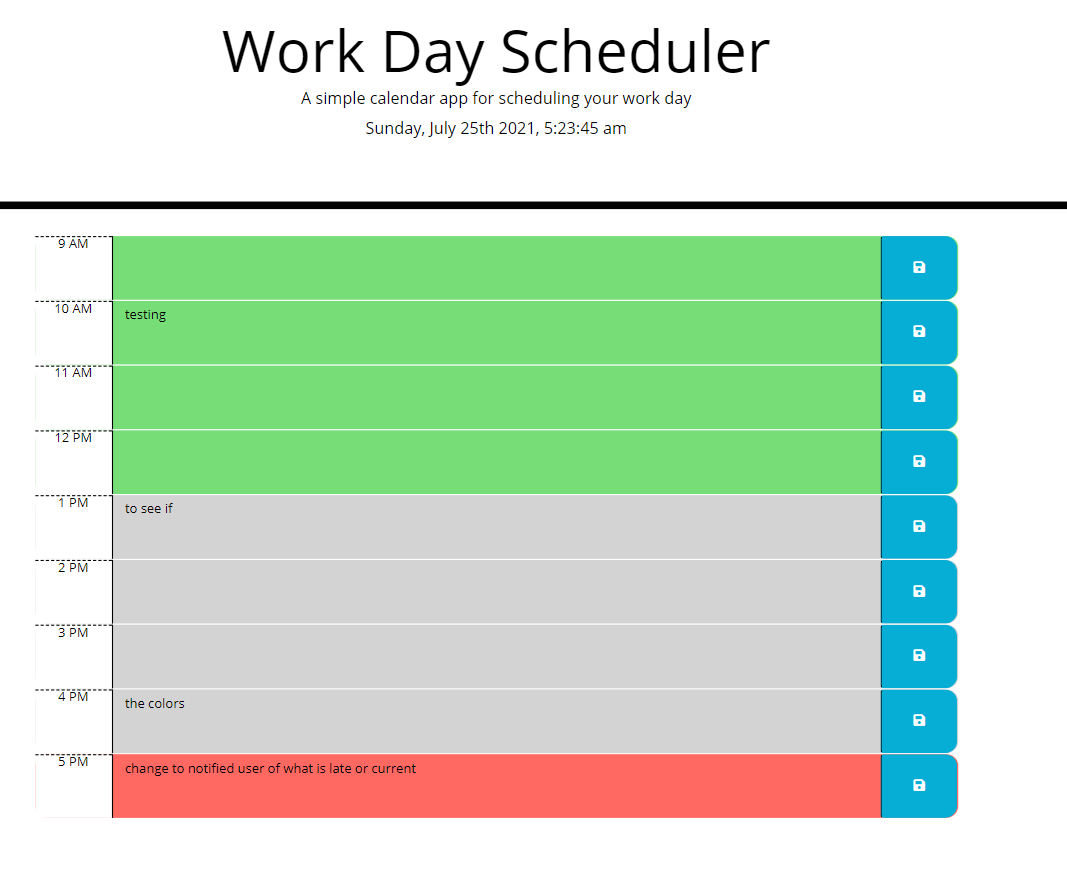 Work Day Scheduler
A simple calendar app for scheduling your work day
Sunday, July 25th 2021, 5:23:45 am
9 AM
10 AM testing
11 AM
12 PM
1 PM to see if
2 PM
3 PM
4 PM the colors
5 PM change to notified user of what is late or current